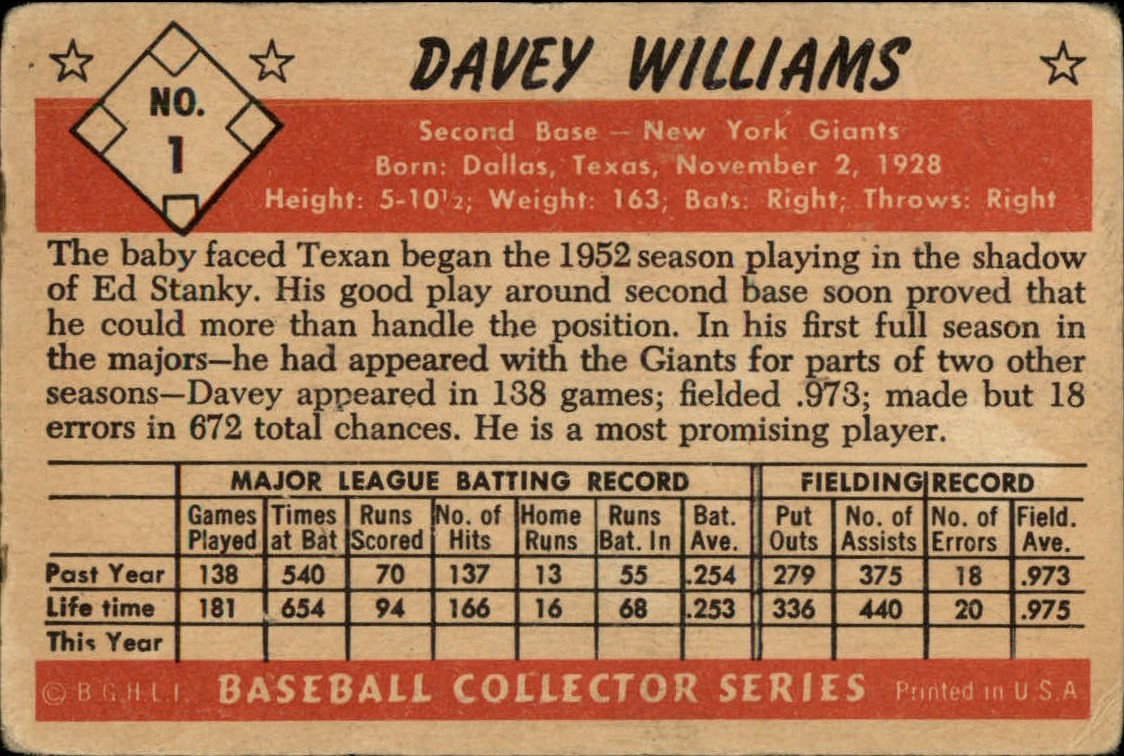 DAVEY WILLIAMS
NO.
1
Second Base — New York Giants
Born: Dallas, Texas, November 2, 1928
Height: 5-10½; Weight: 163; Bats: Right; Throws: Right
The baby faced Texan began the 1952 season playing in the shadow
of Ed Stanky. His good play around second base soon proved that
he could more than handle the position. In his first full season in
the majors—he had appeared with the Giants for parts of two other
seasons—Davey appeared in 138 games; fielded .973; made but 18
errors in 672 total chances. He is a most promising player.
MAJOR LEAGUE BATTING RECORD FIELDING RECORD
Games Times Runs No. of Home Runs Bat. Put No. of No. of Field.
Played at Bat Scored Hits Runs Bat. In Ave. Outs Assists Errors Ave.
Past Year 138 540 70 137 13 55 .254 279 375 18 .973
Life time 181 654 94 166 16 68 .253 336 440 20 .975
This Year
© B.G.H.L.I. BASEBALL COLLECTOR SERIES Printed in U.S.A